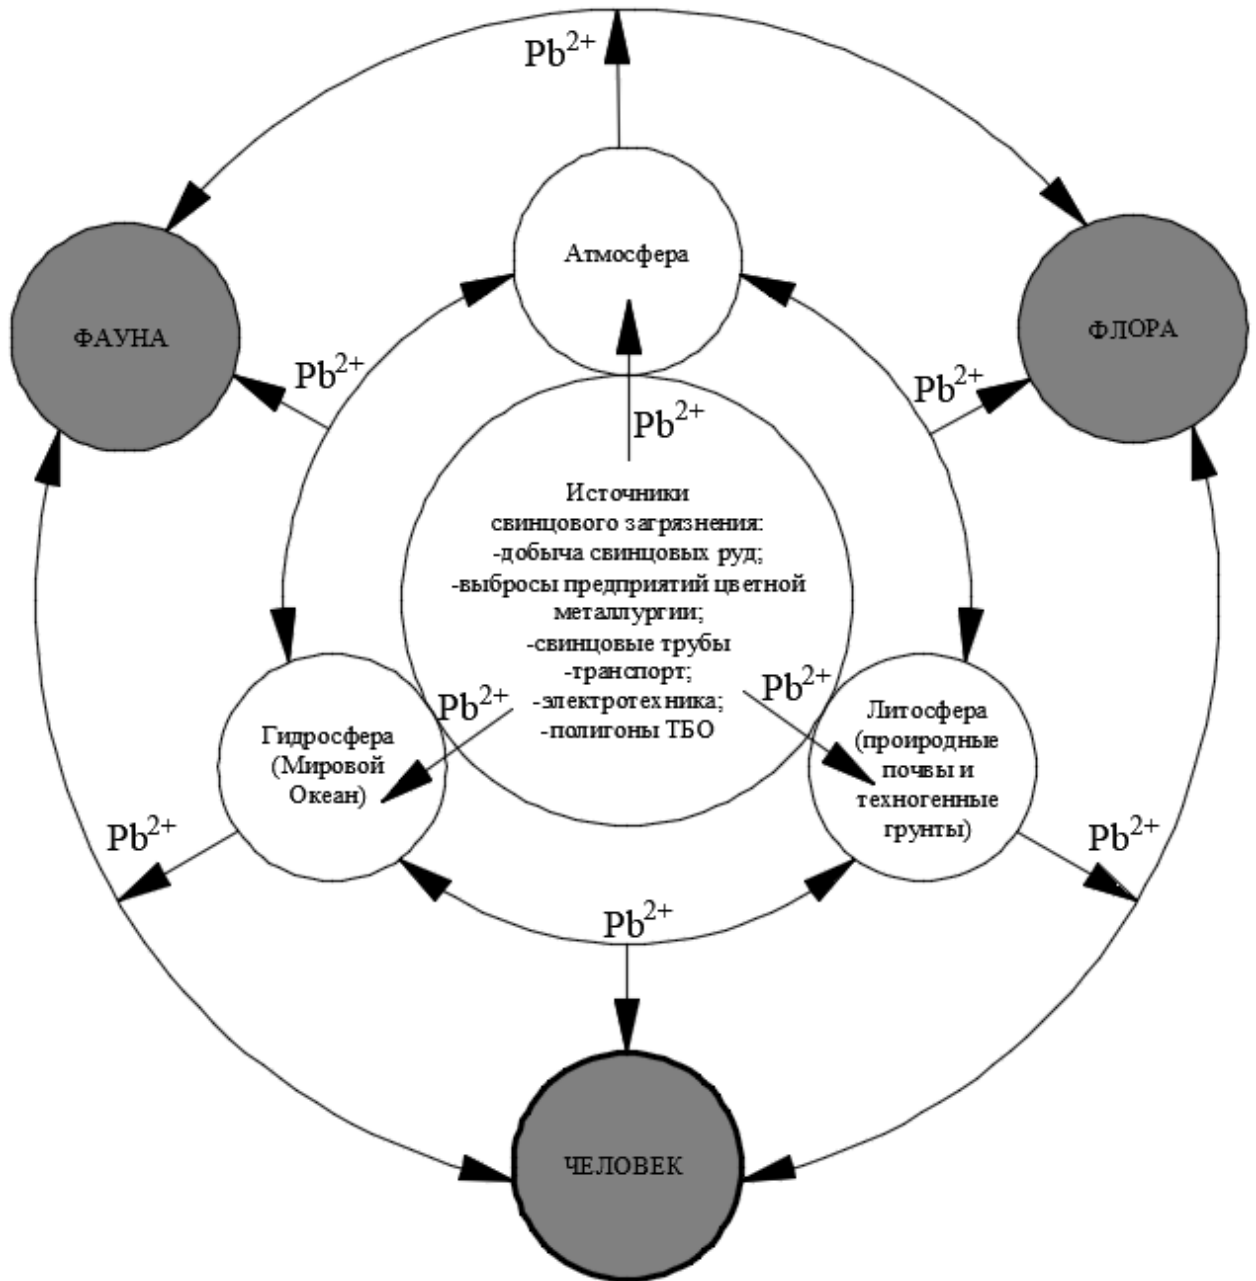 Pb2+
Атмосфера
ФАУНА
ФЛОРА
Pb2+
Pb2+
Pb2+
Источники
свинцового загрязнения:
-добыча свинцовых руд;
-выбросы предприятий цветной
металлургии;
-свинцовые трубы
-транспорт;
-электротехника;
-полигоны ТБО
Pb2+
Pb2+
Гидросфера
(Мировой
Океан)
Литосфера
(проиродные
почвы и
техногенные
грунты)
Pb2+
Pb2+
Pb2+
ЧЕЛОВЕК